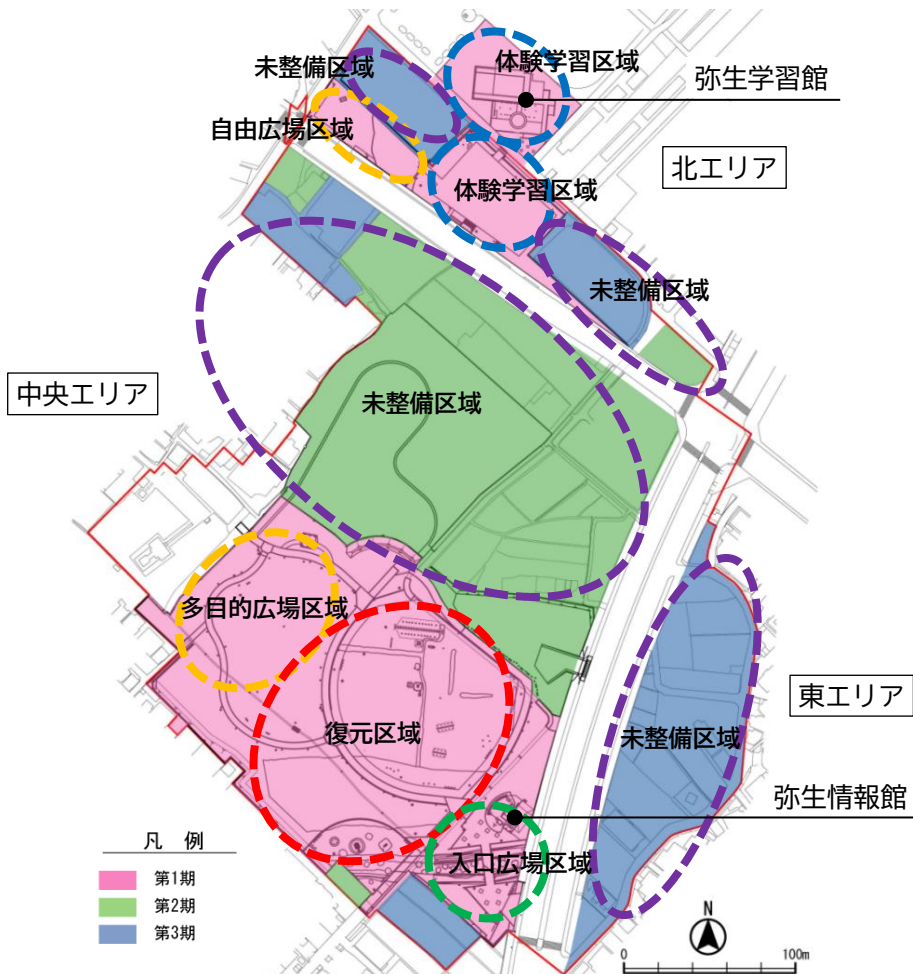 未整備区域
体験学習区域
弥生学習館
自由広場区域
北エリア
体験学習区域
未整備区域
中央エリア
未整備区域
多目的広場区域
東エリア
復元区域
未整備区域
弥生情報館
入口広場区域
凡 例
第1期
第2期
第3期
N
0
100m